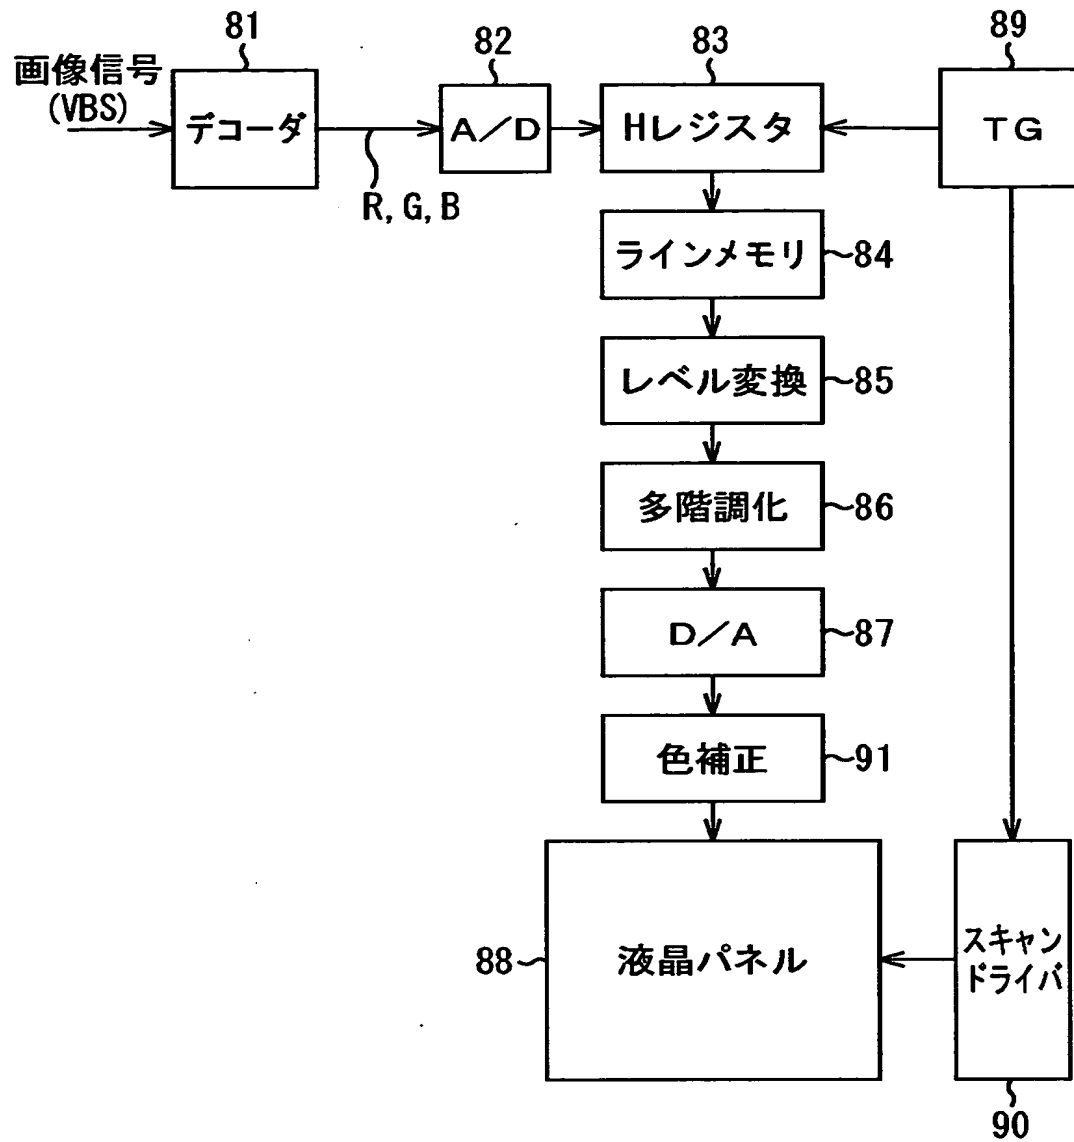 81
82
83
89
画像信号
(VBS)
デコーダ
A/D
Hレジスタ
TG
R, G, B
ラインメモリ
84
レベル変換
85
多階調化
86
D/A
87
色補正
91
88
液晶パネル
スキャン
ドライバ
90